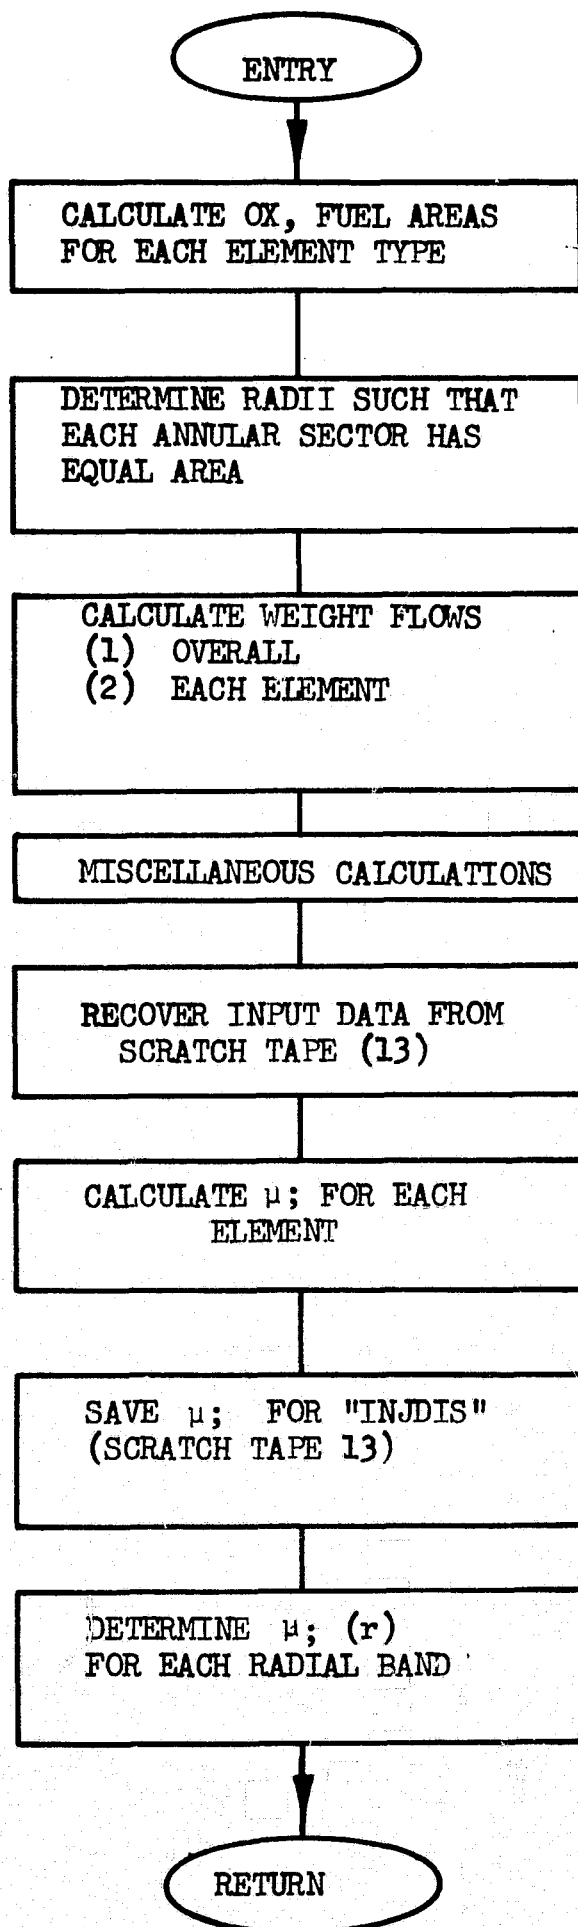 ENTRY
CALCULATE OX, FUEL AREAS
FOR EACH ELEMENT TYPE
DETERMINE RADII SUCH THAT
EACH ANNULAR SECTOR HAS
EQUAL AREA
CALCULATE WEIGHT FLOWS
(1) OVERALL
(2) EACH ELEMENT
MISCELLANEOUS CALCULATIONS
RECOVER INPUT DATA FROM
SCRATCH TAPE (13)
CALCULATE μ; FOR EACH
ELEMENT
SAVE μ; FOR "INJDIS"
(SCRATCH TAPE 13)
DETERMINE μ; (r)
FOR EACH RADIAL BAND
RETURN